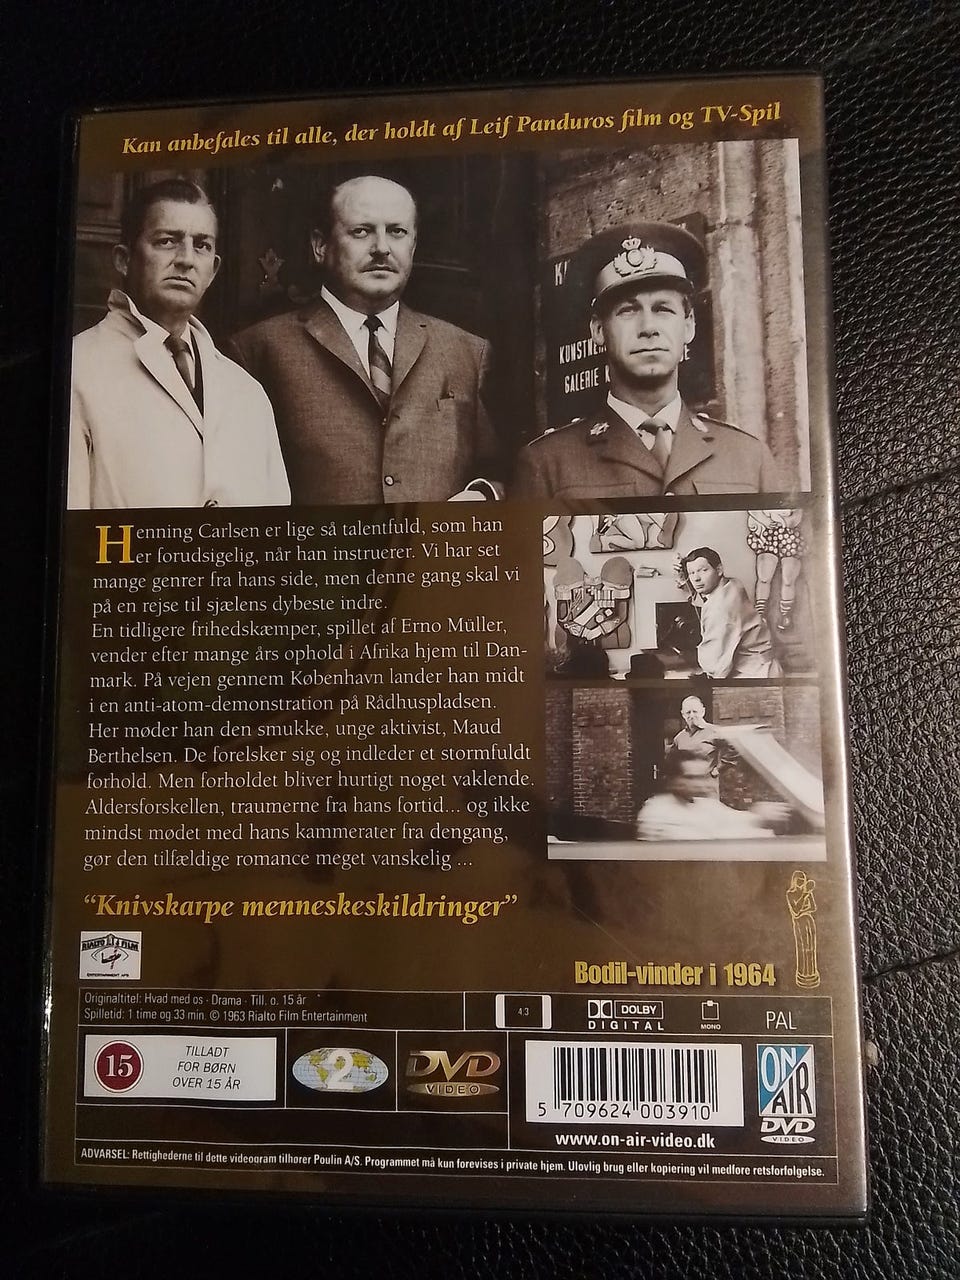 Kan anbefales til alle, der holdt af Leif Panduros film og TV-Spil
KUNSTNE
GALERIE K
Henning Carlsen er lige så talentfuld, som han
er forudsigelig, når han instruerer. Vi har set
mange genrer fra hans side, men denne gang skal vi
på en rejse til sjælens dybeste indre.
En tidligere frihedskæmper, spillet af Erno Müller,
vender efter mange års ophold i Afrika hjem til Dan-
mark. På vejen gennem København lander han midt
i en anti-atom-demonstration på Rådhuspladsen.
Her møder han den smukke, unge aktivist, Maud
Berthelsen. De forelsker sig og indleder et stormfuldt
forhold. Men forholdet bliver hurtigt noget vaklende.
Aldersforskellen, traumerne fra hans fortid... og ikke
mindst mødet med hans kammerater fra dengang,
gør den tilfældige romance meget vanskelig ...
“Knivskarpe menneskeskildringer”
RIALTO FILM
ENTERTAINMENT APS
Bodil-vinder i 1964
Originaltitel: Hvad med os · Drama · Till. o. 15 år
Spilletid: 1 time og 33 min. © 1963 Rialto Film Entertainment
4:3
DOLBY
DIGITAL
MONO
PAL
15
TILLADT
FOR BØRN
OVER 15 ÅR
2
DVD
VIDEO
5 709624 003910
www.on-air-video.dk
ON
AIR
DVD
VIDEO
ADVARSEL: Rettighederne til dette videogram tilhører Poulin A/S. Programmet må kun forevises i private hjem. Ulovlig brug eller kopiering vil medføre retsforfølgelse.